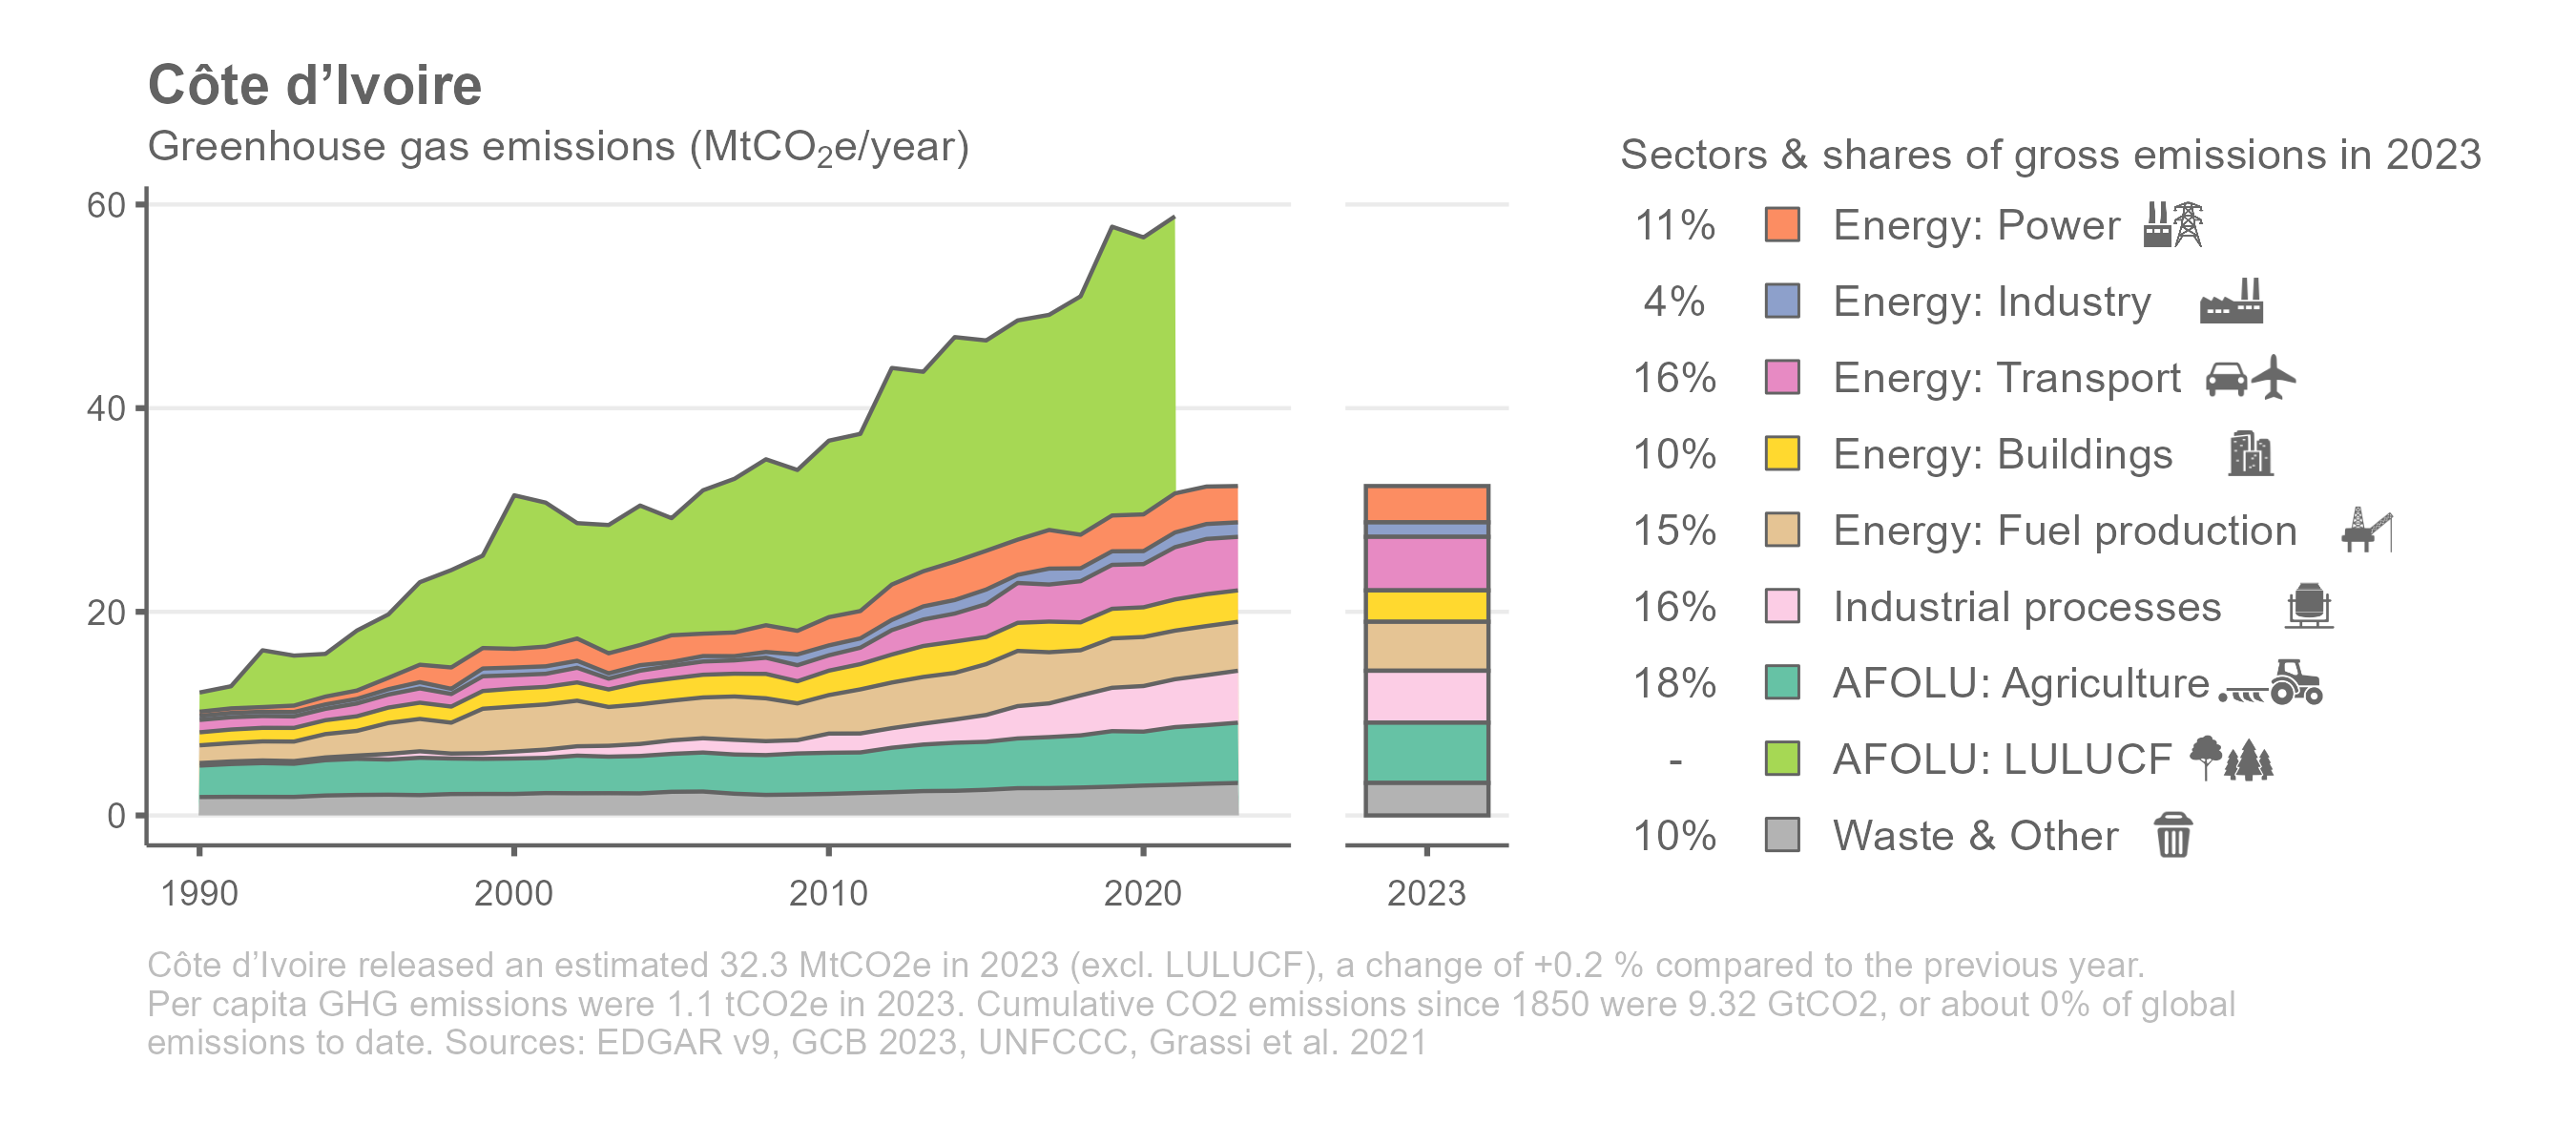 Côte d’Ivoire
Greenhouse gas emissions (MtCO₂e/year)
60
40
20
0
1990 2000 2010 2020 2023
Sectors & shares of gross emissions in 2023
11% Energy: Power
4% Energy: Industry
16% Energy: Transport
10% Energy: Buildings
15% Energy: Fuel production
16% Industrial processes
18% AFOLU: Agriculture
- AFOLU: LULUCF
10% Waste & Other
Côte d’Ivoire released an estimated 32.3 MtCO2e in 2023 (excl. LULUCF), a change of +0.2 % compared to the previous year.
Per capita GHG emissions were 1.1 tCO2e in 2023. Cumulative CO2 emissions since 1850 were 9.32 GtCO2, or about 0% of global
emissions to date. Sources: EDGAR v9, GCB 2023, UNFCCC, Grassi et al. 2021